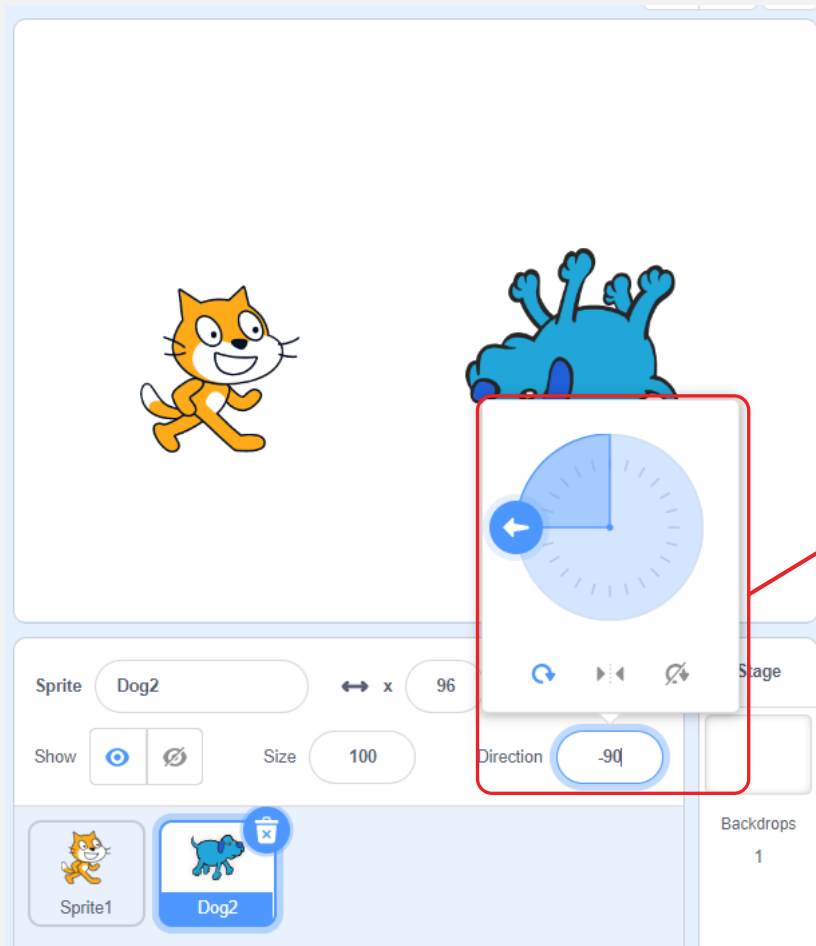 Sprite Dog2 x 96 Stage
Show Size 100 Direction -90
Backdrops
1
Sprite1 Dog2